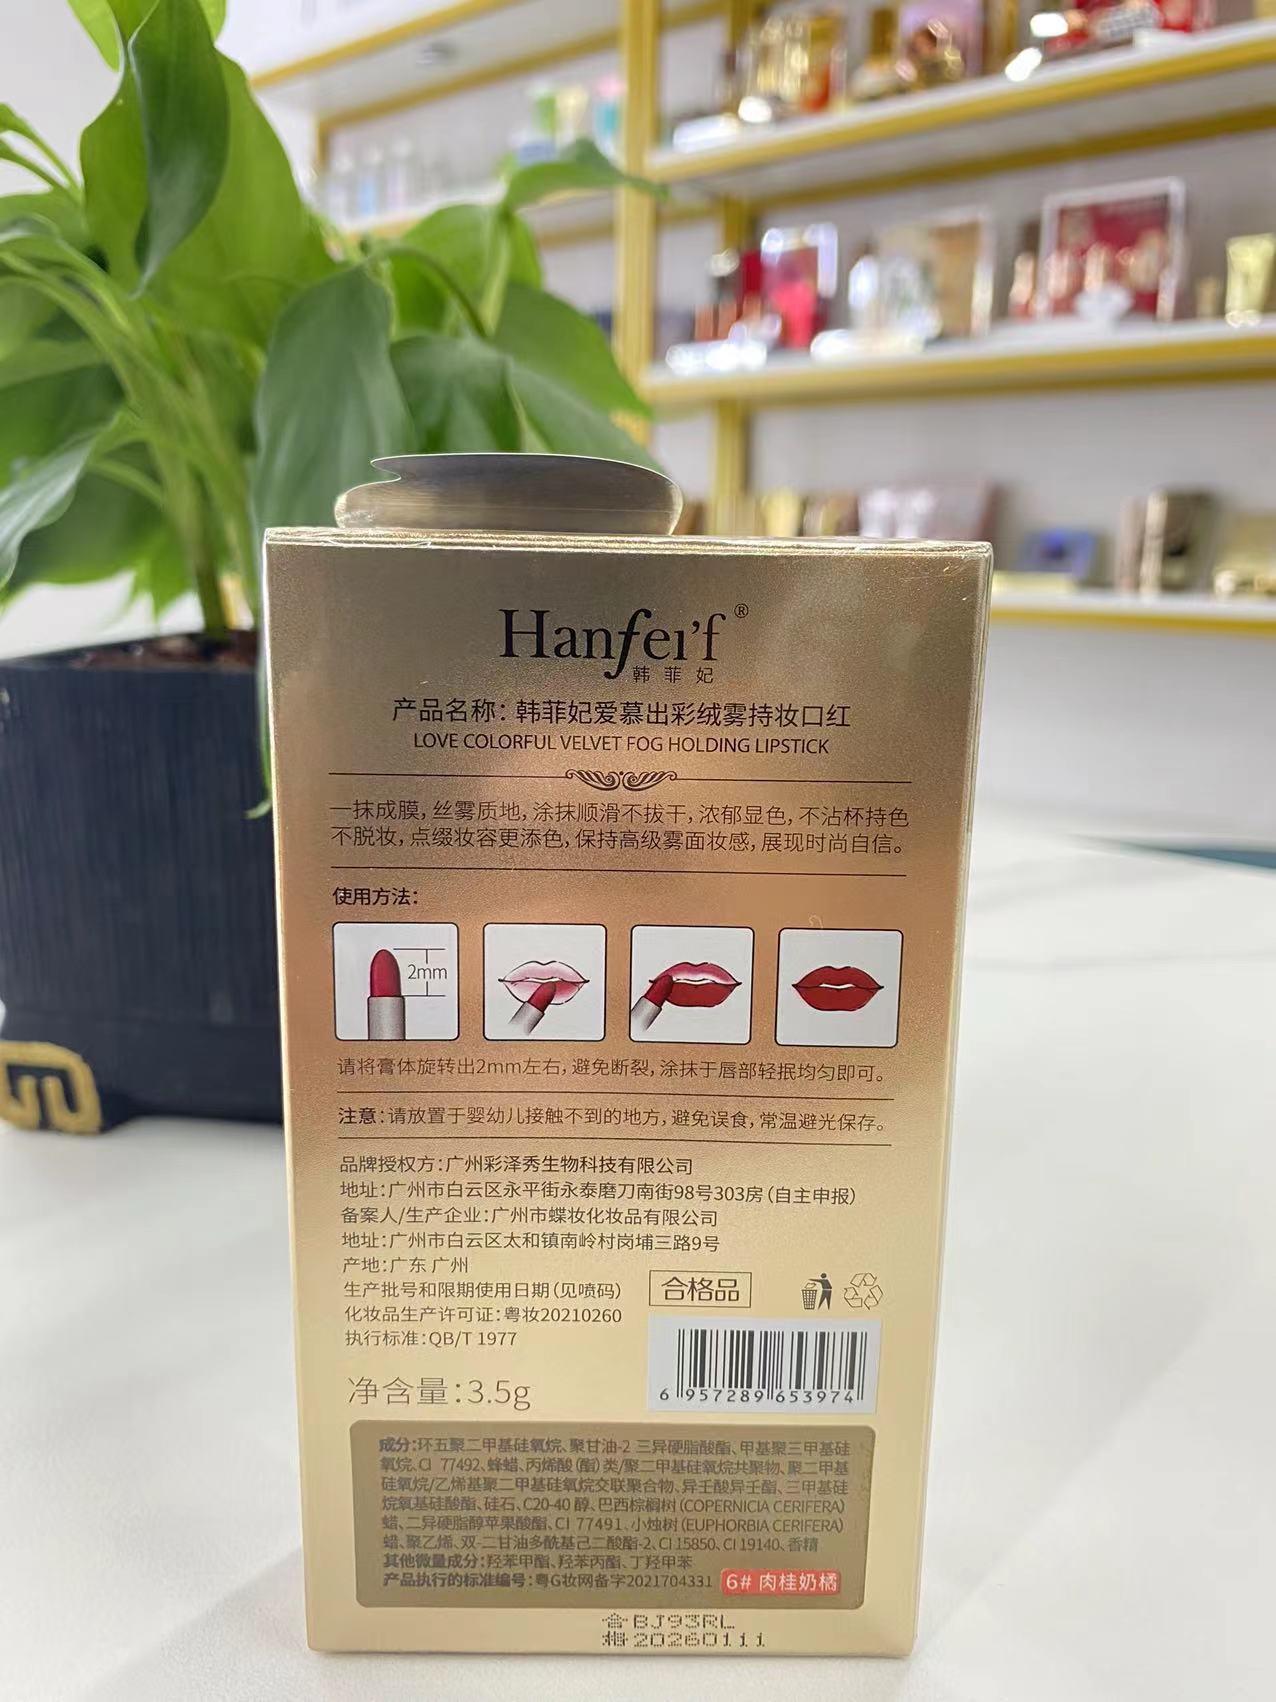 Hanfei'f®
韩菲妃
产品名称：韩菲妃爱慕出彩绒雾持妆口红
LOVE COLORFUL VELVET FOG HOLDING LIPSTICK
一抹成膜，丝雾质地，涂抹顺滑不拔干，浓郁显色，不沾杯持色
不脱妆，点缀妆容更添色，保持高级雾面妆感，展现时尚自信。
使用方法：
2mm
请将膏体旋转出2mm左右，避免断裂，涂抹于唇部轻抿均匀即可。
注意：请放置于婴幼儿接触不到的地方，避免误食，常温避光保存。
品牌授权方：广州彩泽秀生物科技有限公司
地址：广州市白云区永平街永泰磨刀南街98号303房（自主申报）
备案人/生产企业：广州市蝶妆化妆品有限公司
地址：广州市白云区太和镇南岭村岗埔三路9号
产地：广东 广州
生产批号和限期使用日期（见喷码）
合格品
化妆品生产许可证：粤妆20210260
执行标准：QB/T 1977
净含量：3.5g
6 957289 653974
成分：环五聚二甲基硅氧烷、聚甘油-2 三异硬脂酸酯、甲基聚三甲基硅
氧烷、CI 77492、蜂蜡、丙烯酸（酯）类/聚二甲基硅氧烷共聚物、聚二甲基
硅氧烷/乙烯基聚二甲基硅氧烷交联聚合物、异壬酸异壬酯、三甲基硅
烷氧基硅酸酯、硅石、C20-40 醇、巴西棕榈树（COPERNICIA CERIFERA）
蜡、二异硬脂醇苹果酸酯、CI 77491、小烛树（EUPHORBIA CERIFERA）
蜡、聚乙烯、双-二甘油多酰基己二酸酯-2、CI 15850、CI 19140、香精
其他微量成分：羟苯甲酯、羟苯丙酯、丁羟甲苯
产品执行的标准编号：粤G妆网备字2021704331
6# 肉桂奶橘
合BJ93RL
20260111